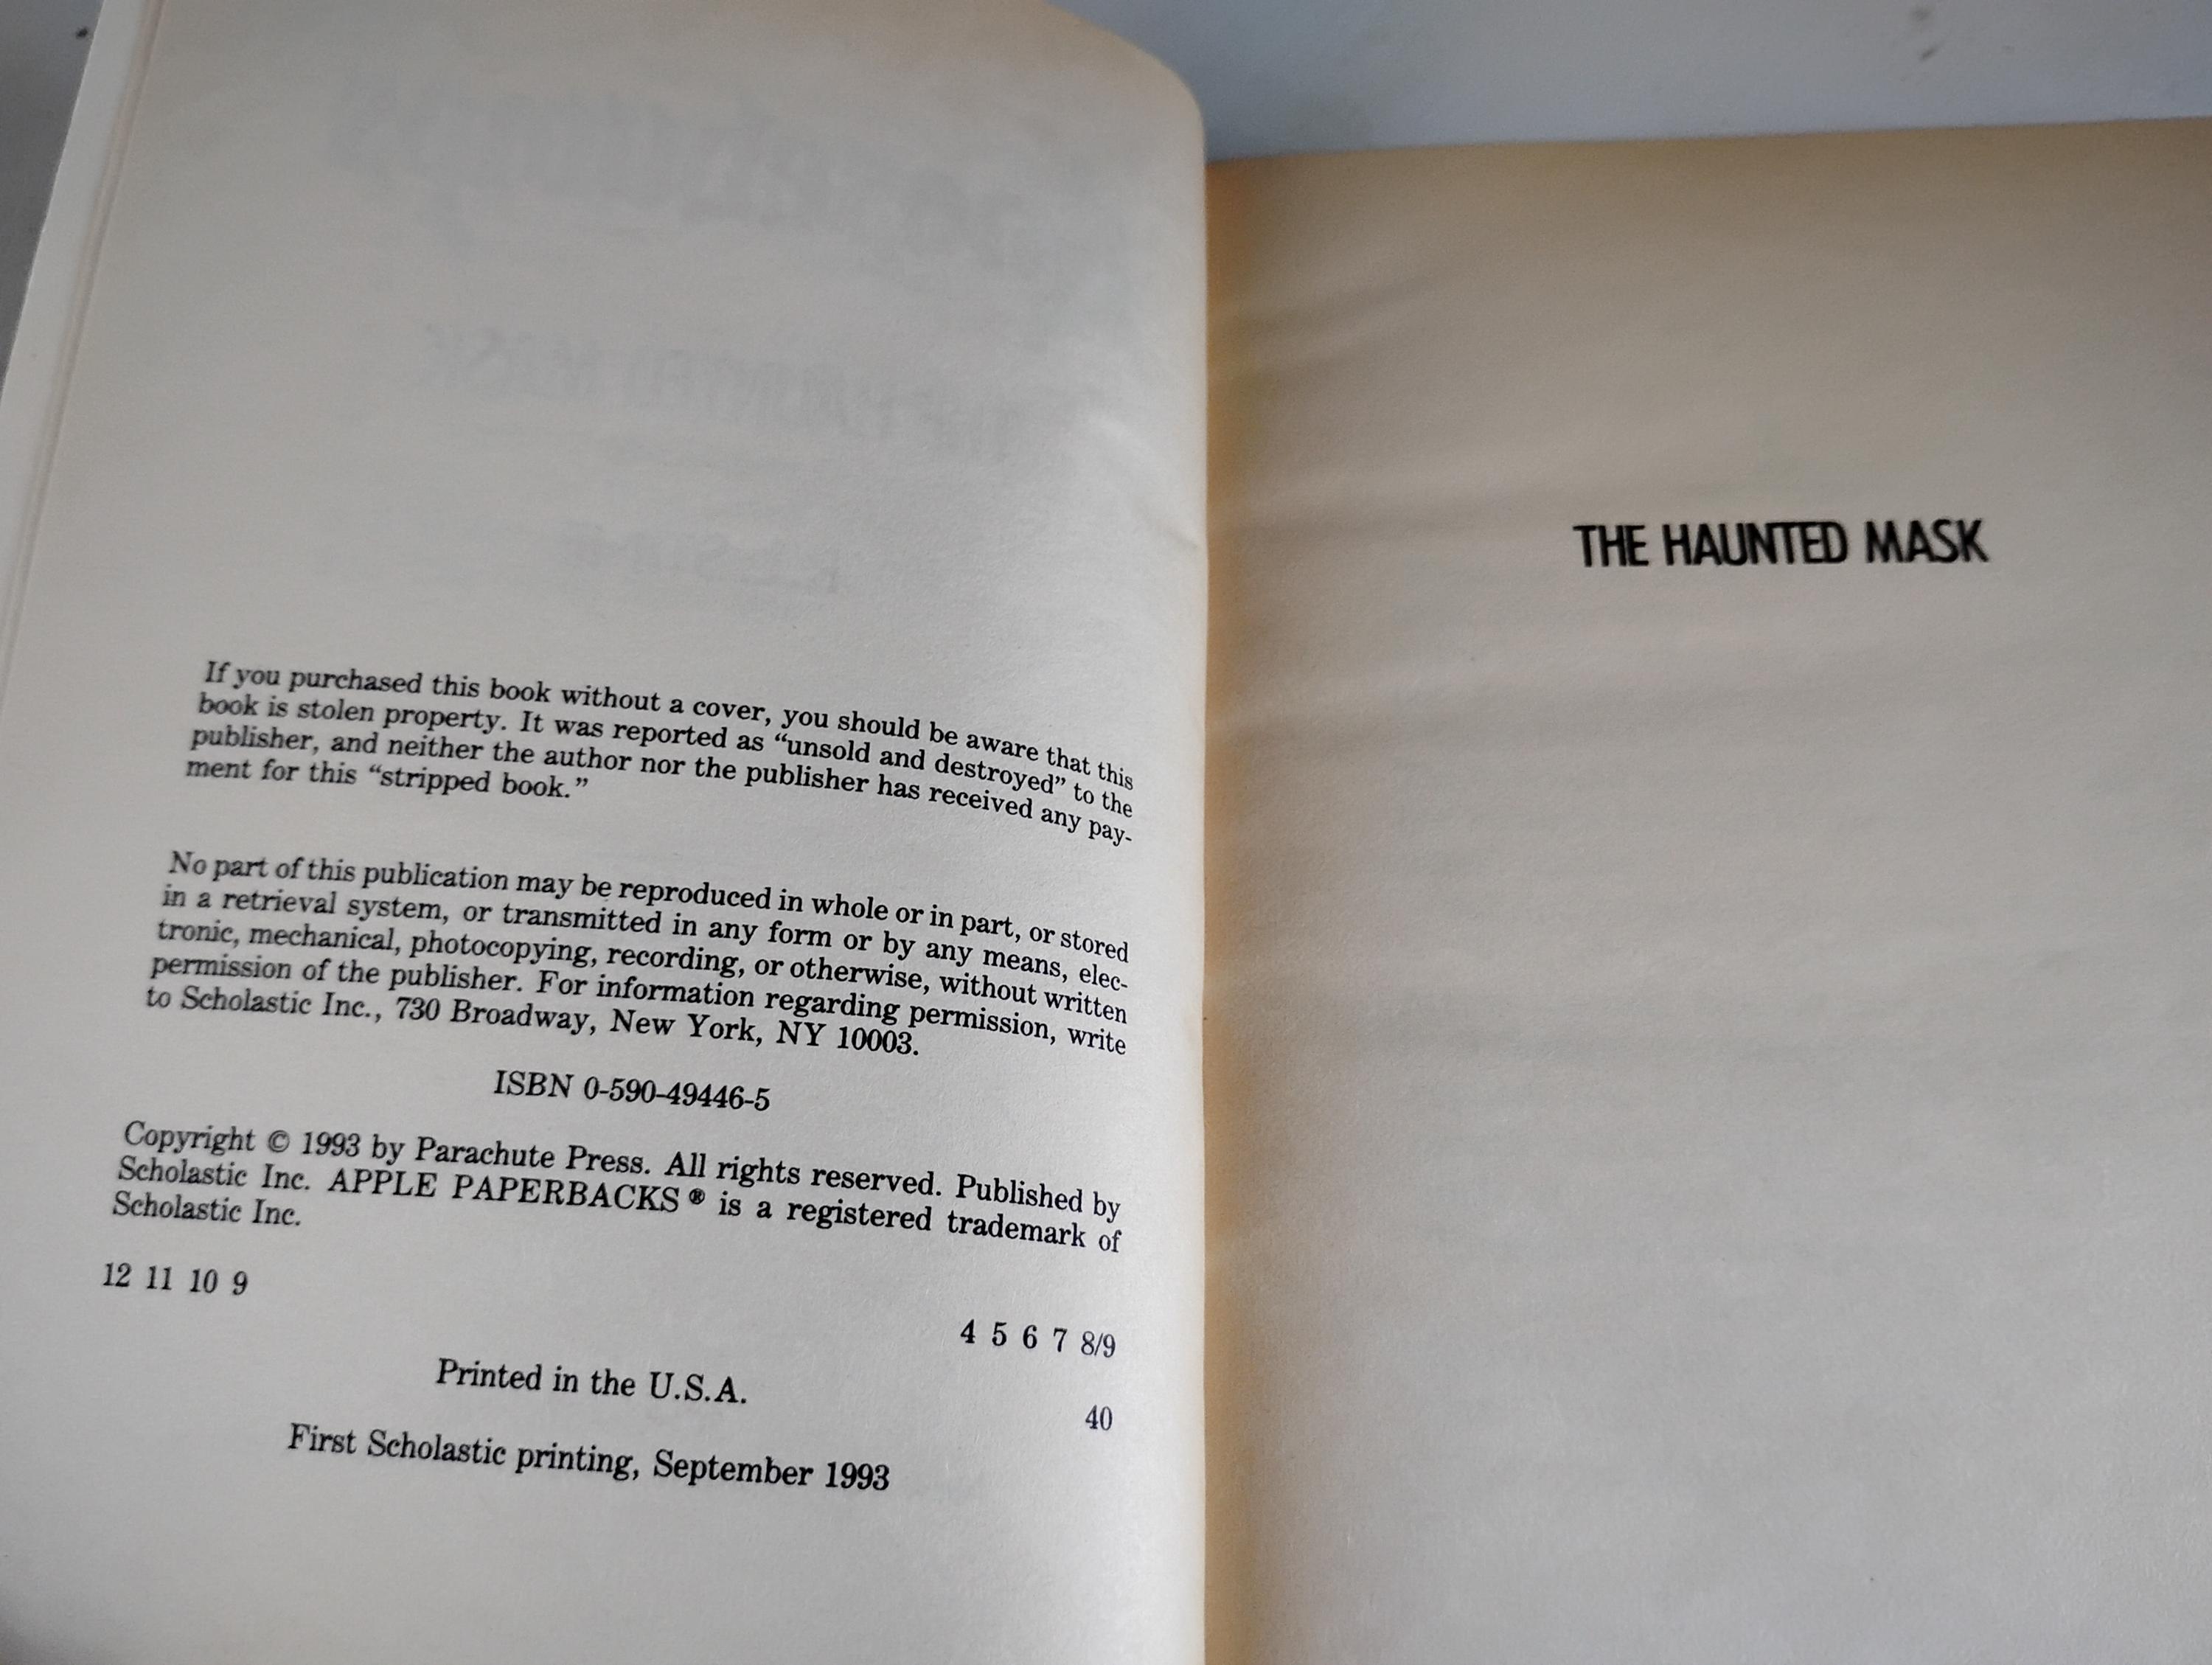 If you purchased this book without a cover, you should be aware that this
book is stolen property. It was reported as “unsold and destroyed” to the
publisher, and neither the author nor the publisher has received any pay-
ment for this “stripped book.”
No part of this publication may be reproduced in whole or in part, or stored
in a retrieval system, or transmitted in any form or by any means, elec-
tronic, mechanical, photocopying, recording, or otherwise, without written
permission of the publisher. For information regarding permission, write
to Scholastic Inc., 730 Broadway, New York, NY 10003.
ISBN 0-590-49446-5
Copyright © 1993 by Parachute Press. All rights reserved. Published by
Scholastic Inc. APPLE PAPERBACKS ® is a registered trademark of
Scholastic Inc.
12 11 10 9
4 5 6 7 8/9
Printed in the U.S.A.
40
First Scholastic printing, September 1993
THE HAUNTED MASK